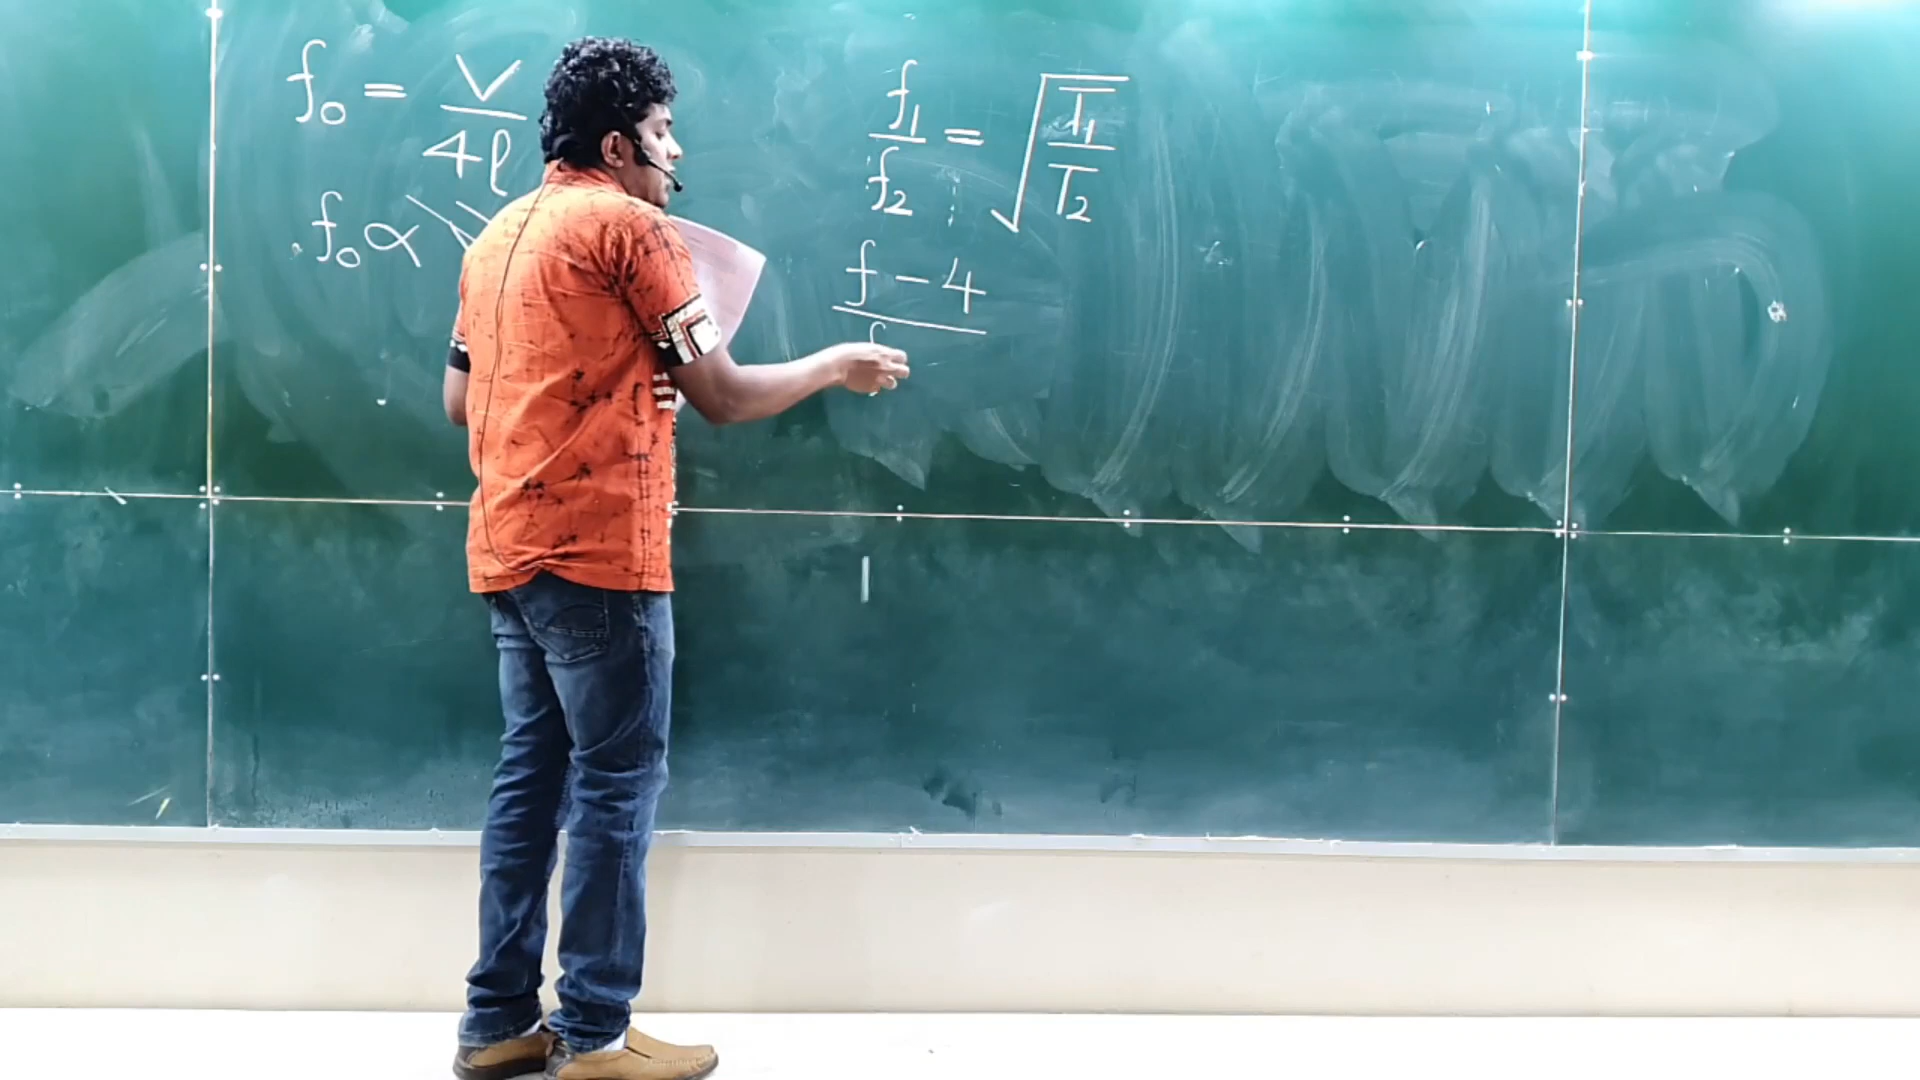 f₀ = V/4l
f₀ ∝
f₁/f₂ = √(T₁/T₂)
f - 4
f